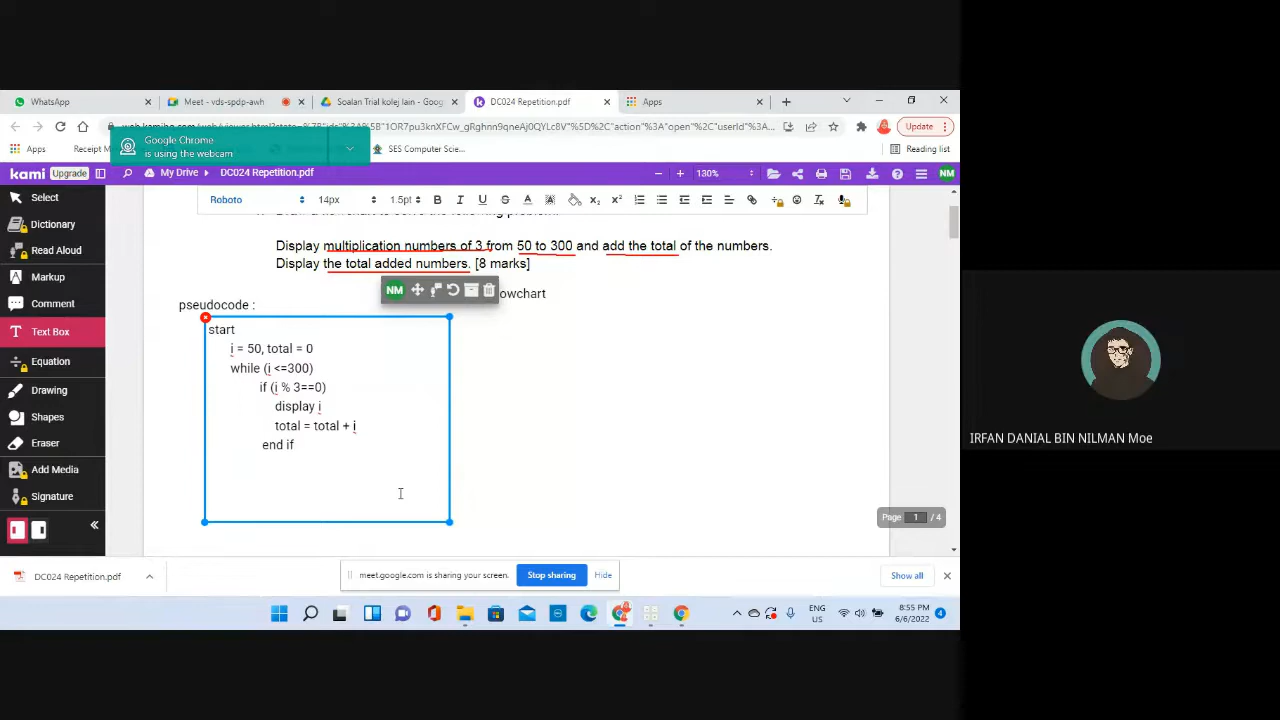 WhatsApp
Meet - vds-spdp-awh
Soalan Trial kolej lain - Goog
DC024 Repetition.pdf
Apps
Update
Google Chrome
is using the webcam
Apps
Receipt M
SES Computer Scie...
Reading list
kami
Upgrade
My Drive
DC024 Repetition.pdf
130%
NM
Select
Roboto
14px
1.5pt
Dictionary
Read Aloud
Display multiplication numbers of 3 from 50 to 300 and add the total of the numbers.
Display the total added numbers. [8 marks]
Markup
NM
owchart
Comment
pseudocode :
Text Box
start
i = 50, total = 0
while (i <=300)
if (i % 3==0)
display i
total = total + i
end if
Equation
Drawing
Shapes
Eraser
Add Media
Signature
Page 1 / 4
IRFAN DANIAL BIN NILMAN Moe
DC024 Repetition.pdf
meet.google.com is sharing your screen.
Stop sharing
Hide
Show all
ENG
US
8:55 PM
6/6/2022
4